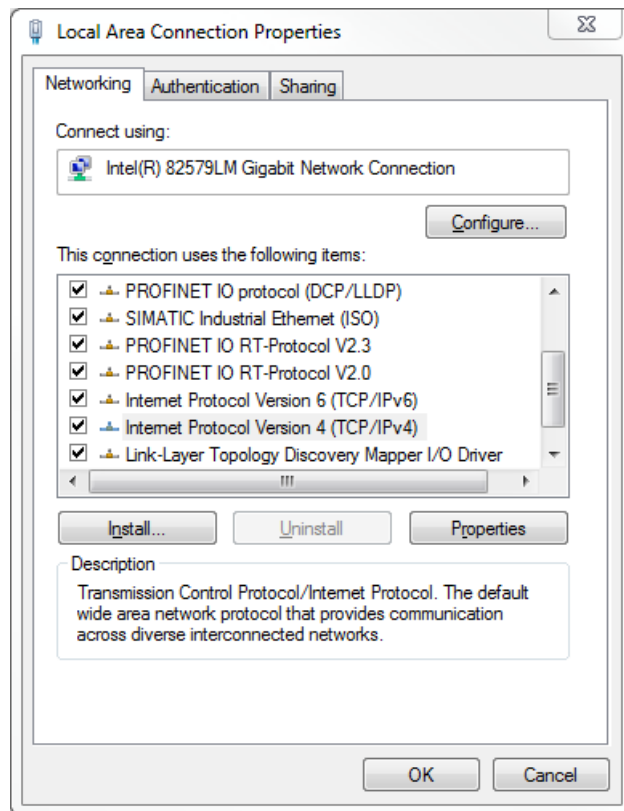 Local Area Connection Properties
Networking Authentication Sharing
Connect using:
Intel(R) 82579LM Gigabit Network Connection
Configure...
This connection uses the following items:
PROFINET IO protocol (DCP/LLDP)
SIMATIC Industrial Ethernet (ISO)
PROFINET IO RT-Protocol V2.3
PROFINET IO RT-Protocol V2.0
Internet Protocol Version 6 (TCP/IPv6)
Internet Protocol Version 4 (TCP/IPv4)
Link-Layer Topology Discovery Mapper I/O Driver
Install... Uninstall Properties
Description
Transmission Control Protocol/Internet Protocol. The default
wide area network protocol that provides communication
across diverse interconnected networks.
OK Cancel